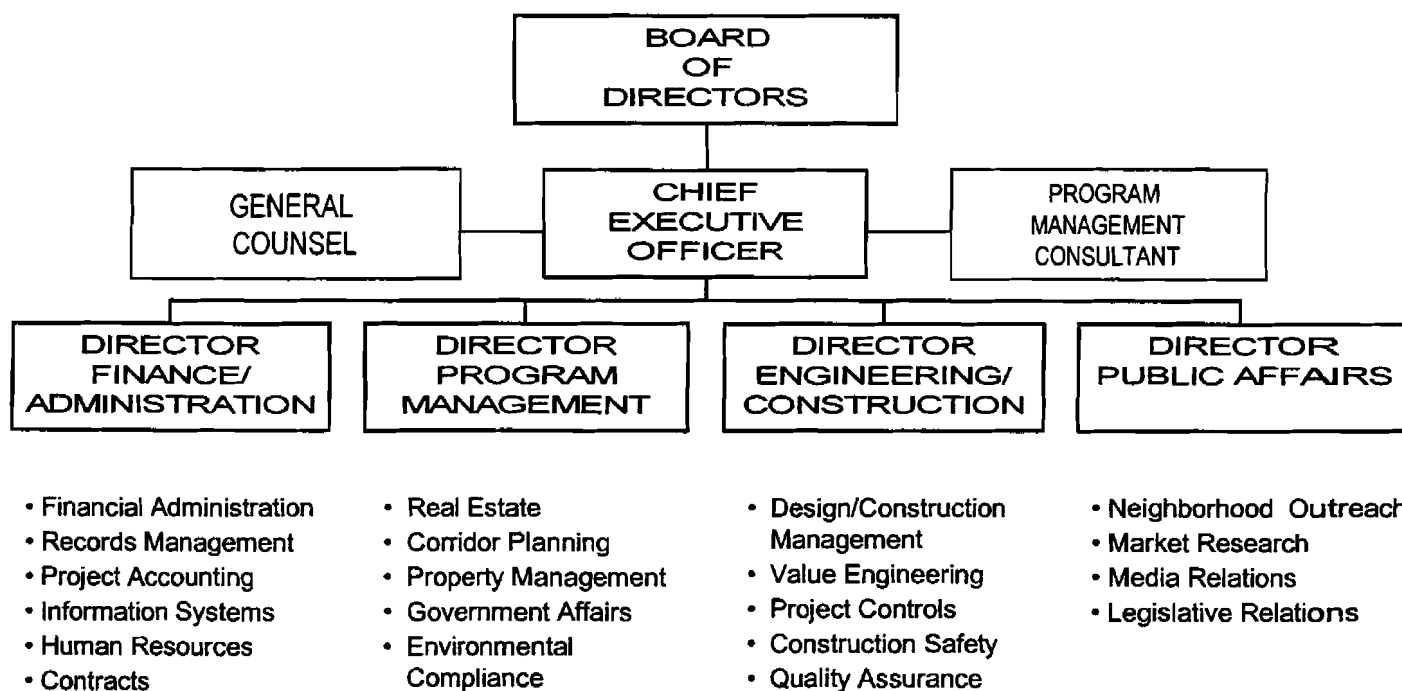 BOARD
OF
DIRECTORS
GENERAL
COUNSEL
CHIEF
EXECUTIVE
OFFICER
PROGRAM
MANAGEMENT
CONSULTANT
DIRECTOR
FINANCE/
ADMINISTRATION
DIRECTOR
PROGRAM
MANAGEMENT
DIRECTOR
ENGINEERING/
CONSTRUCTION
DIRECTOR
PUBLIC AFFAIRS
• Financial Administration
• Records Management
• Project Accounting
• Information Systems
• Human Resources
• Contracts
• Real Estate
• Corridor Planning
• Property Management
• Government Affairs
• Environmental
Compliance
• Design/Construction
Management
• Value Engineering
• Project Controls
• Construction Safety
• Quality Assurance
• Neighborhood Outreach
• Market Research
• Media Relations
• Legislative Relations